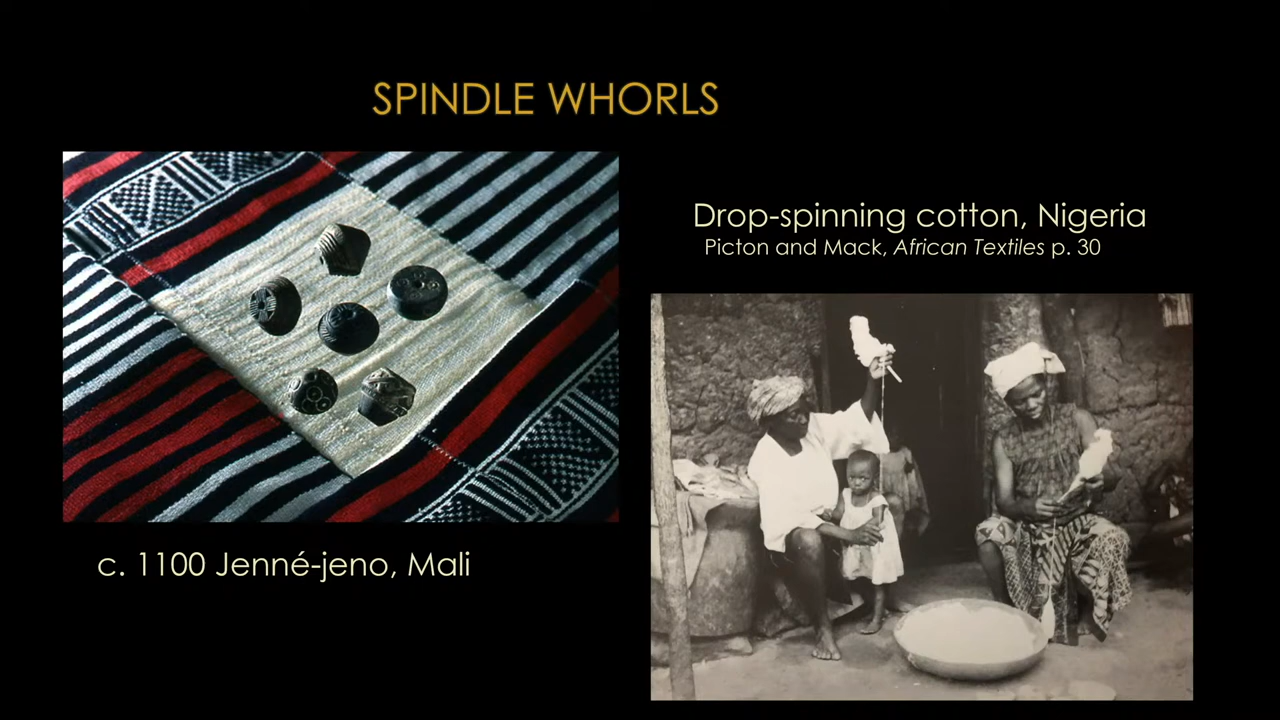 SPINDLE WHORLS
Drop-spinning cotton, Nigeria
Picton and Mack, African Textiles p. 30
c. 1100 Jenné-jeno, Mali